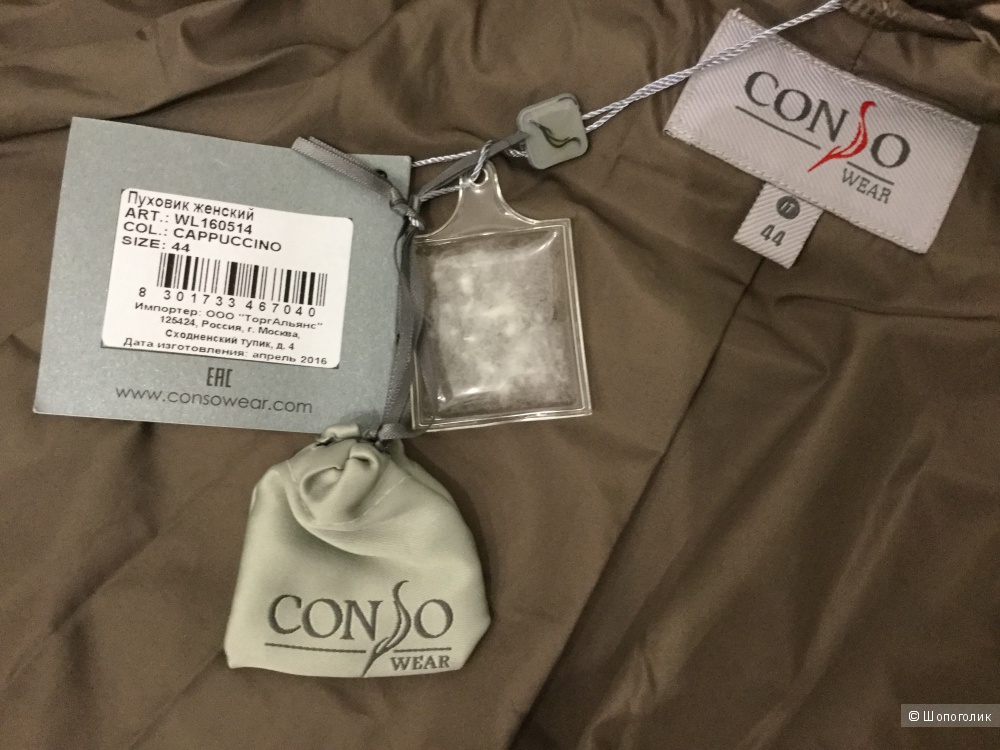 Пуховик женский
ART.: WL160514
COL.: CAPPUCCINO
SIZE: 44
8 301733 467040
Импортер: ООО "ТоргАльянс"
125424, Россия, г. Москва,
Сходненский тупик, д. 4
Дата изготовления: апрель 2016
EAC
www.consowear.com
CONSO
WEAR
17
44
CONSO
WEAR
© Шопоголик